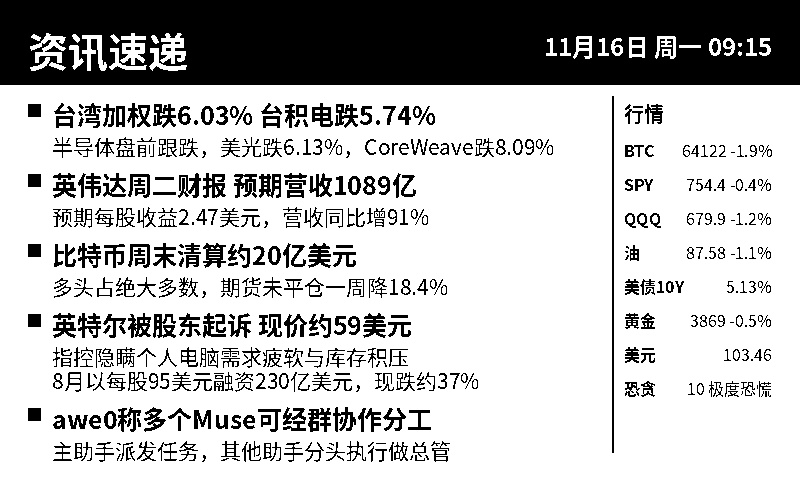 资讯速递
11月16日 周一 09:15
台湾加权跌6.03% 台积电跌5.74%
半导体盘前跟跌，美光跌6.13%，CoreWeave跌8.09%
英伟达周二财报 预期营收1089亿
预期每股收益2.47美元，营收同比增91%
比特币周末清算约20亿美元
多头占绝大多数，期货未平仓一周降18.4%
英特尔被股东起诉 现价约59美元
指控隐瞒个人电脑需求疲软与库存积压
8月以每股95美元融资230亿美元，现跌约37%
awe0称多个Muse可经群协作分工
主助手派发任务，其他助手分头执行做总管
行情
BTC 64122 -1.9%
SPY 754.4 -0.4%
QQQ 679.9 -1.2%
油 87.58 -1.1%
美债10Y 5.13%
黄金 3869 -0.5%
美元 103.46
恐贪 10 极度恐慌